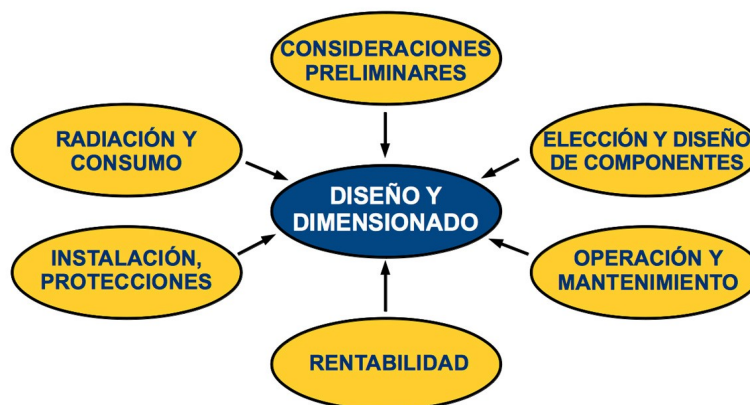 CONSIDERACIONES
PRELIMINARES
RADIACIÓN Y
CONSUMO
ELECCIÓN Y DISEÑO
DE COMPONENTES
DISEÑO Y
DIMENSIONADO
INSTALACIÓN,
PROTECCIONES
OPERACIÓN Y
MANTENIMIENTO
RENTABILIDAD